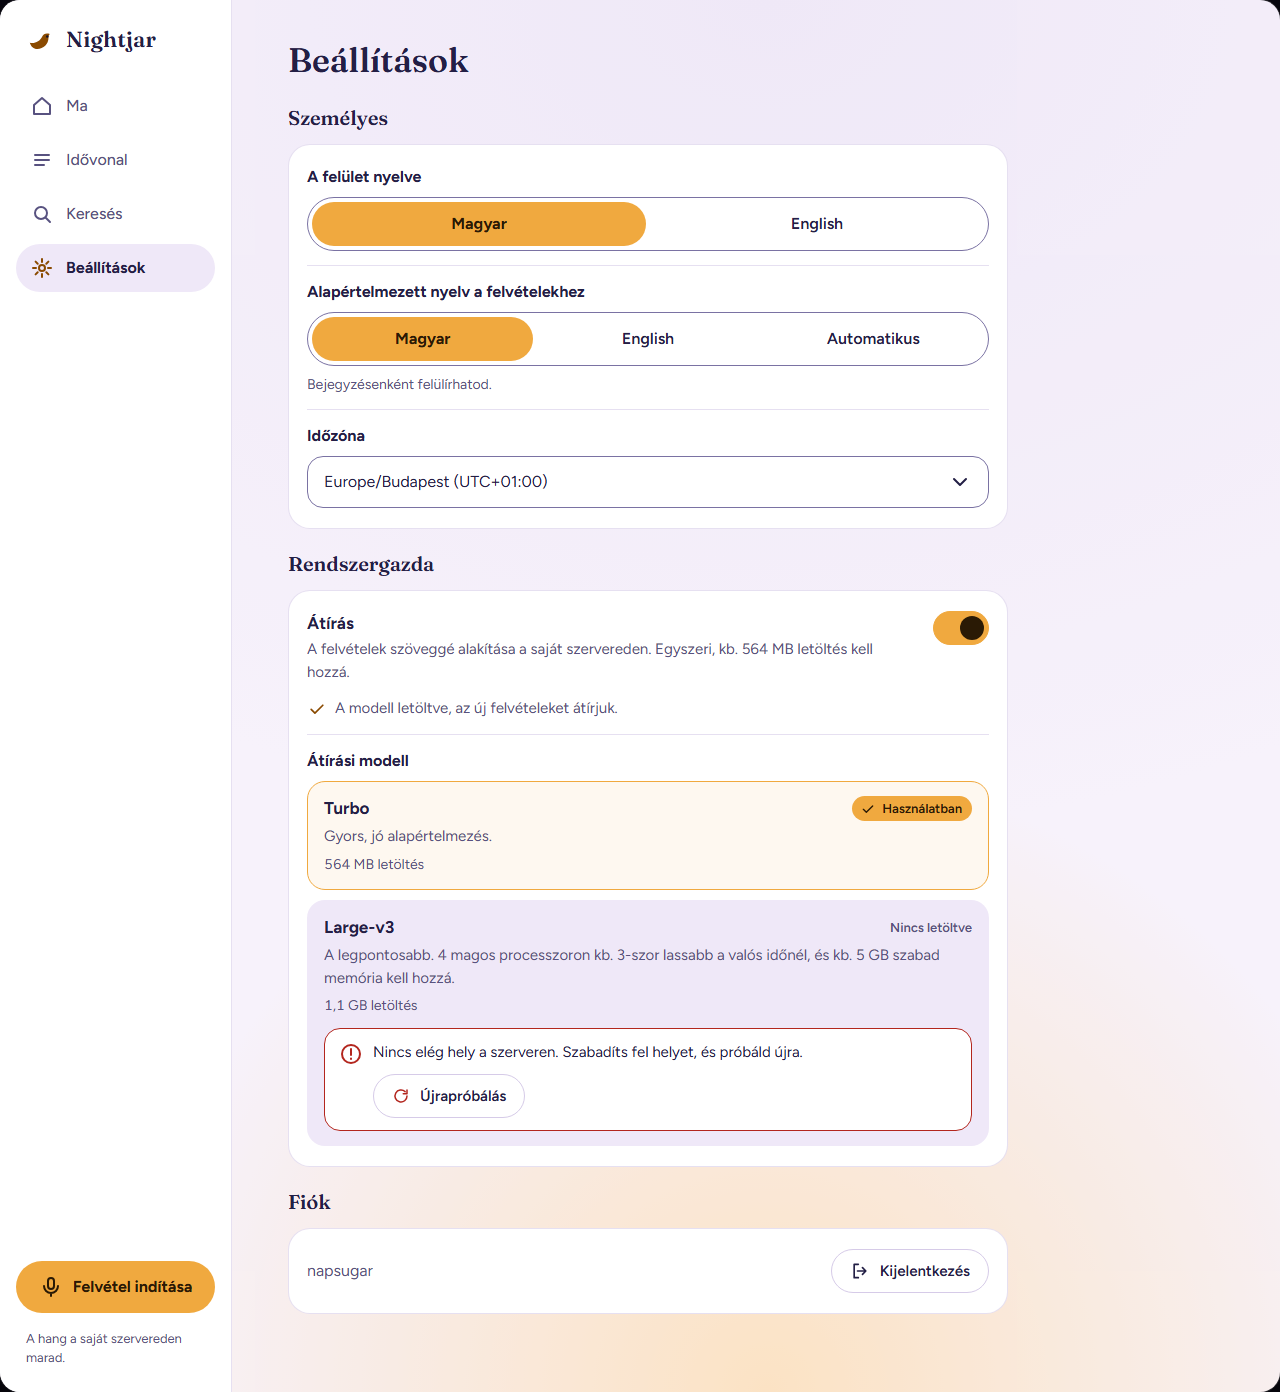 Nightjar
Ma
Idővonal
Keresés
Beállítások
Felvétel indítása
A hang a saját szervereden
marad.
Beállítások
Személyes
A felület nyelve
Magyar English
Alapértelmezett nyelv a felvételekhez
Magyar English Automatikus
Bejegyzésenként felülírhatod.
Időzóna
Europe/Budapest (UTC+01:00)
Rendszergazda
Átírás
A felvételek szöveggé alakítása a saját szervereden. Egyszeri, kb. 564 MB letöltés kell
hozzá.
A modell letöltve, az új felvételeket átírjuk.
Átírási modell
Turbo Használatban
Gyors, jó alapértelmezés.
564 MB letöltés
Large-v3 Nincs letöltve
A legpontosabb. 4 magos processzoron kb. 3-szor lassabb a valós időnél, és kb. 5 GB szabad
memória kell hozzá.
1,1 GB letöltés
Nincs elég hely a szerveren. Szabadíts fel helyet, és próbáld újra.
Újrapróbálás
Fiók
napsugar Kijelentkezés